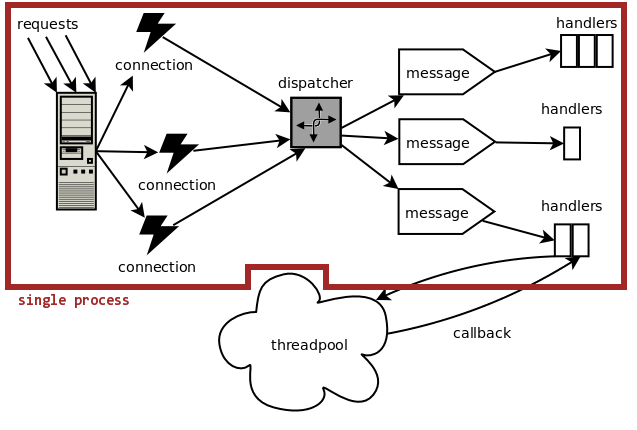 requests
handlers
connection
dispatcher
message
handlers
message
connection
handlers
message
connection
single process
callback
threadpool